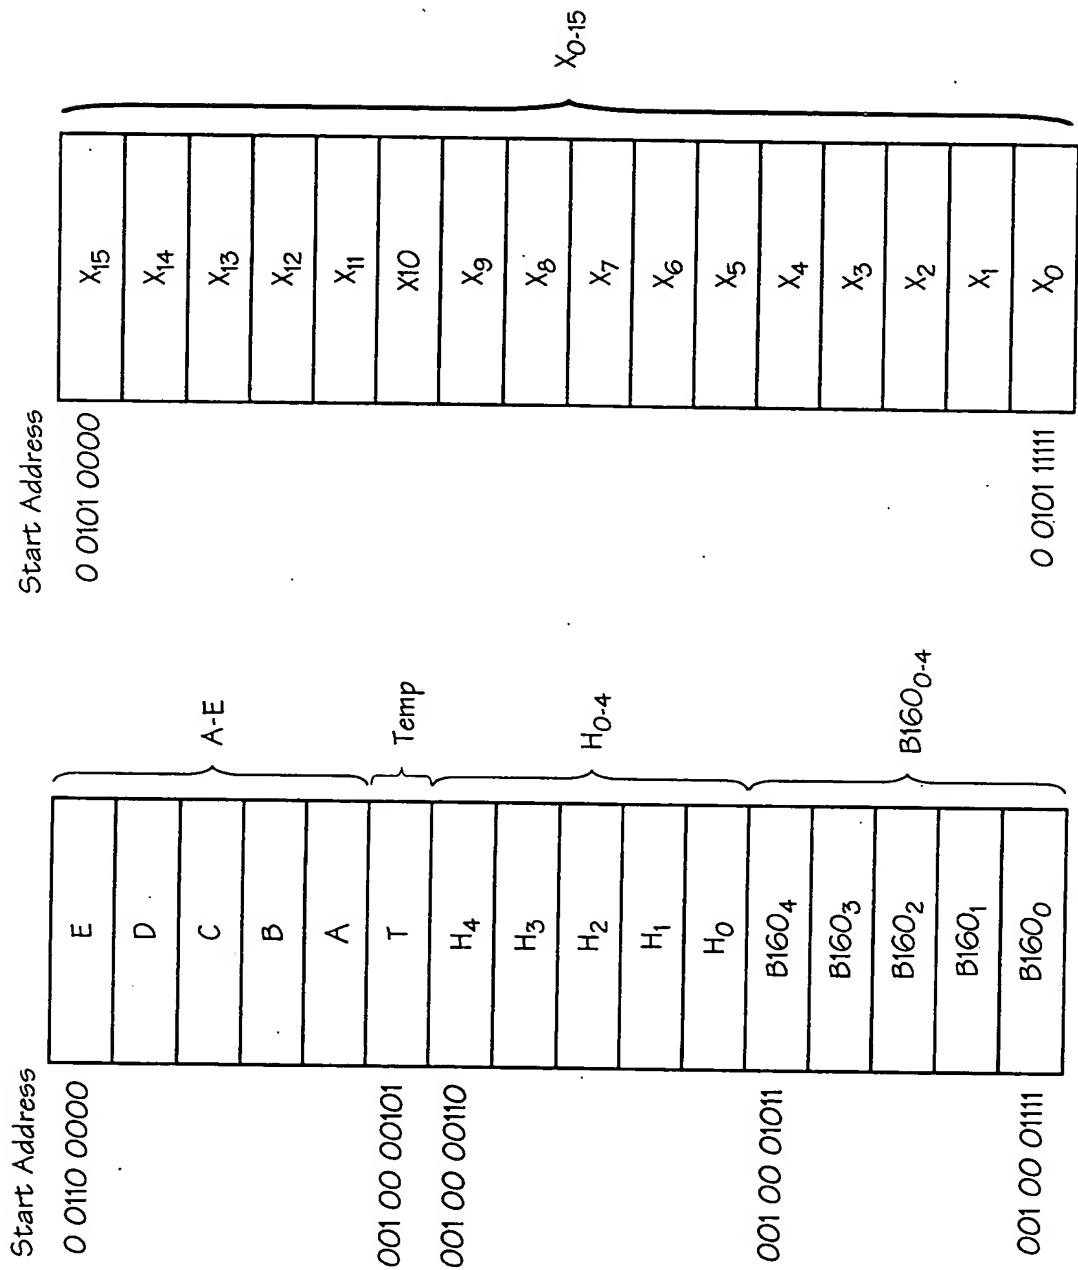 Start Address
0 0101 0000
X15
X14
X13
X12
X11
X10
X9
X8
X7
X6
X5
X4
X3
X2
X1
X0
0 0101 11111
X0-15
Start Address
0 0110 0000
001 00 00101
001 00 00110
001 00 01011
001 00 01111
E
D
C
B
A
T
H4
H3
H2
H1
H0
B1604
B1603
B1602
B1601
B1600
A-E
Temp
H0-4
B1600-4